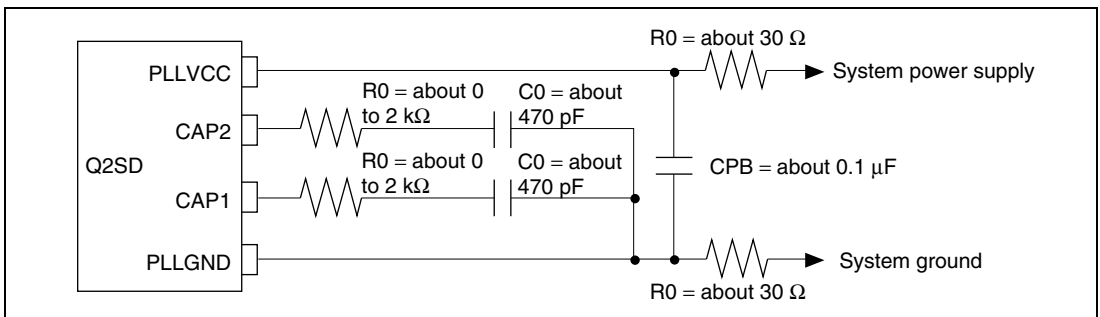 R0 = about 30 Ω
PLLVCC
System power supply
R0 = about 0
to 2 kΩ
C0 = about
470 pF
CAP2
Q2SD
CPB = about 0.1 μF
R0 = about 0
to 2 kΩ
C0 = about
470 pF
CAP1
PLLGND
System ground
R0 = about 30 Ω